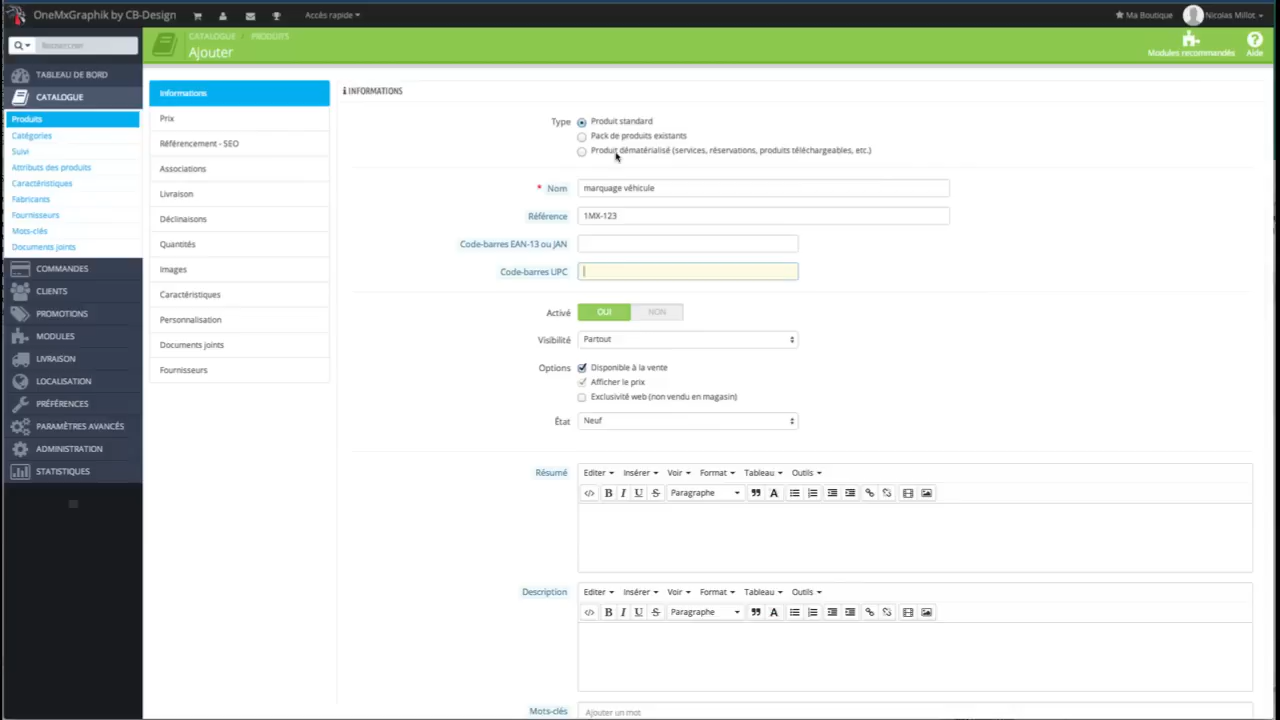 OneMxGraphik by CB-Design
Accès rapide
Ma Boutique
Nicolas Millot
Rechercher
CATALOGUE / PRODUITS
Ajouter
Modules recommandés
Aide
TABLEAU DE BORD
CATALOGUE
Produits
Catégories
Suivi
Attributs des produits
Caractéristiques
Fabricants
Fournisseurs
Mots-clés
Documents joints
COMMANDES
CLIENTS
PROMOTIONS
MODULES
LIVRAISON
LOCALISATION
PRÉFÉRENCES
PARAMÈTRES AVANCÉS
ADMINISTRATION
STATISTIQUES
Informations
Prix
Référencement - SEO
Associations
Livraison
Déclinaisons
Quantités
Images
Caractéristiques
Personnalisation
Documents joints
Fournisseurs
INFORMATIONS
Type
Produit standard
Pack de produits existants
Produit dématérialisé (services, réservations, produits téléchargeables, etc.)
* Nom
marquage véhicule
Référence
1MX-123
Code-barres EAN-13 ou JAN
Code-barres UPC
Activé
OUI
NON
Visibilité
Partout
Options
Disponible à la vente
Afficher le prix
Exclusivité web (non vendu en magasin)
État
Neuf
Résumé
Editer Insérer Voir Format Tableau Outils
B I U S Paragraphe A
Description
Editer Insérer Voir Format Tableau Outils
B I U S Paragraphe A
Mots-clés
Ajouter un mot